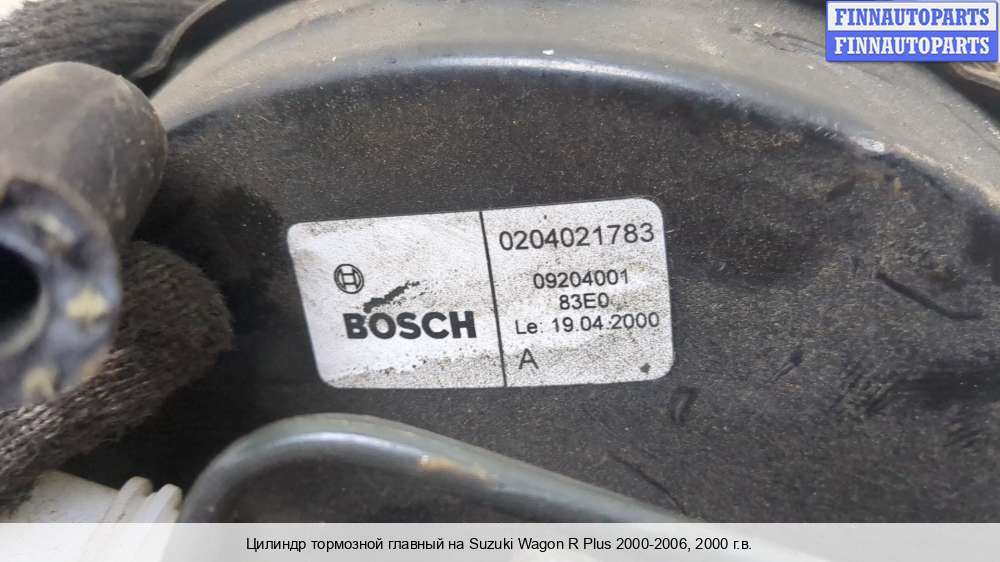 FINNAUTOPARTS
FINNAUTOPARTS
0204021783
09204001
83E0
Le: 19.04.2000
A
BOSCH
Цилиндр тормозной главный на Suzuki Wagon R Plus 2000-2006, 2000 г.в.